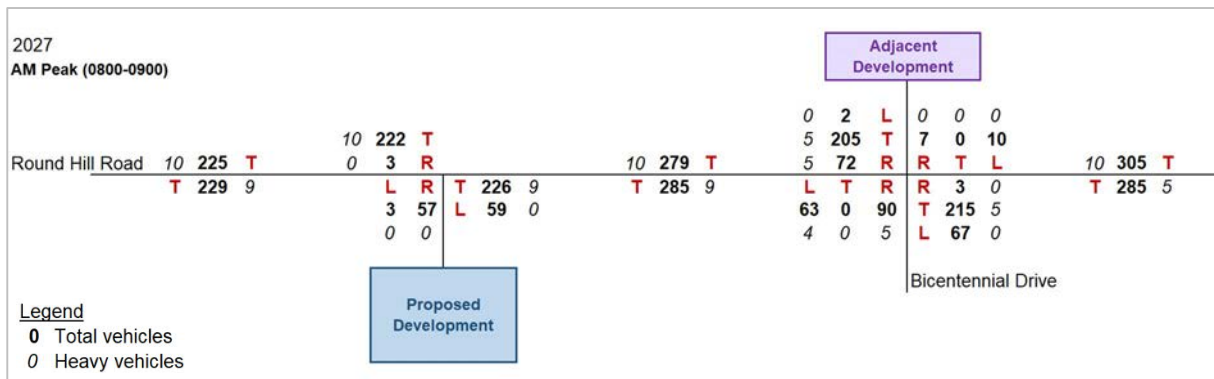 2027
AM Peak (0800-0900)
Adjacent
Development
0 2 L 0 0 0
10 222 T 5 205 T 7 0 10
Round Hill Road 10 225 T 0 3 R 10 279 T 5 72 R R T L 10 305 T
T 229 9 L R T 226 9 T 285 9 L T R R 3 0 T 285 5
3 57 L 59 0 63 0 90 T 215 5
0 0 4 0 5 L 67 0
Bicentennial Drive
Proposed
Development
Legend
0 Total vehicles
0 Heavy vehicles